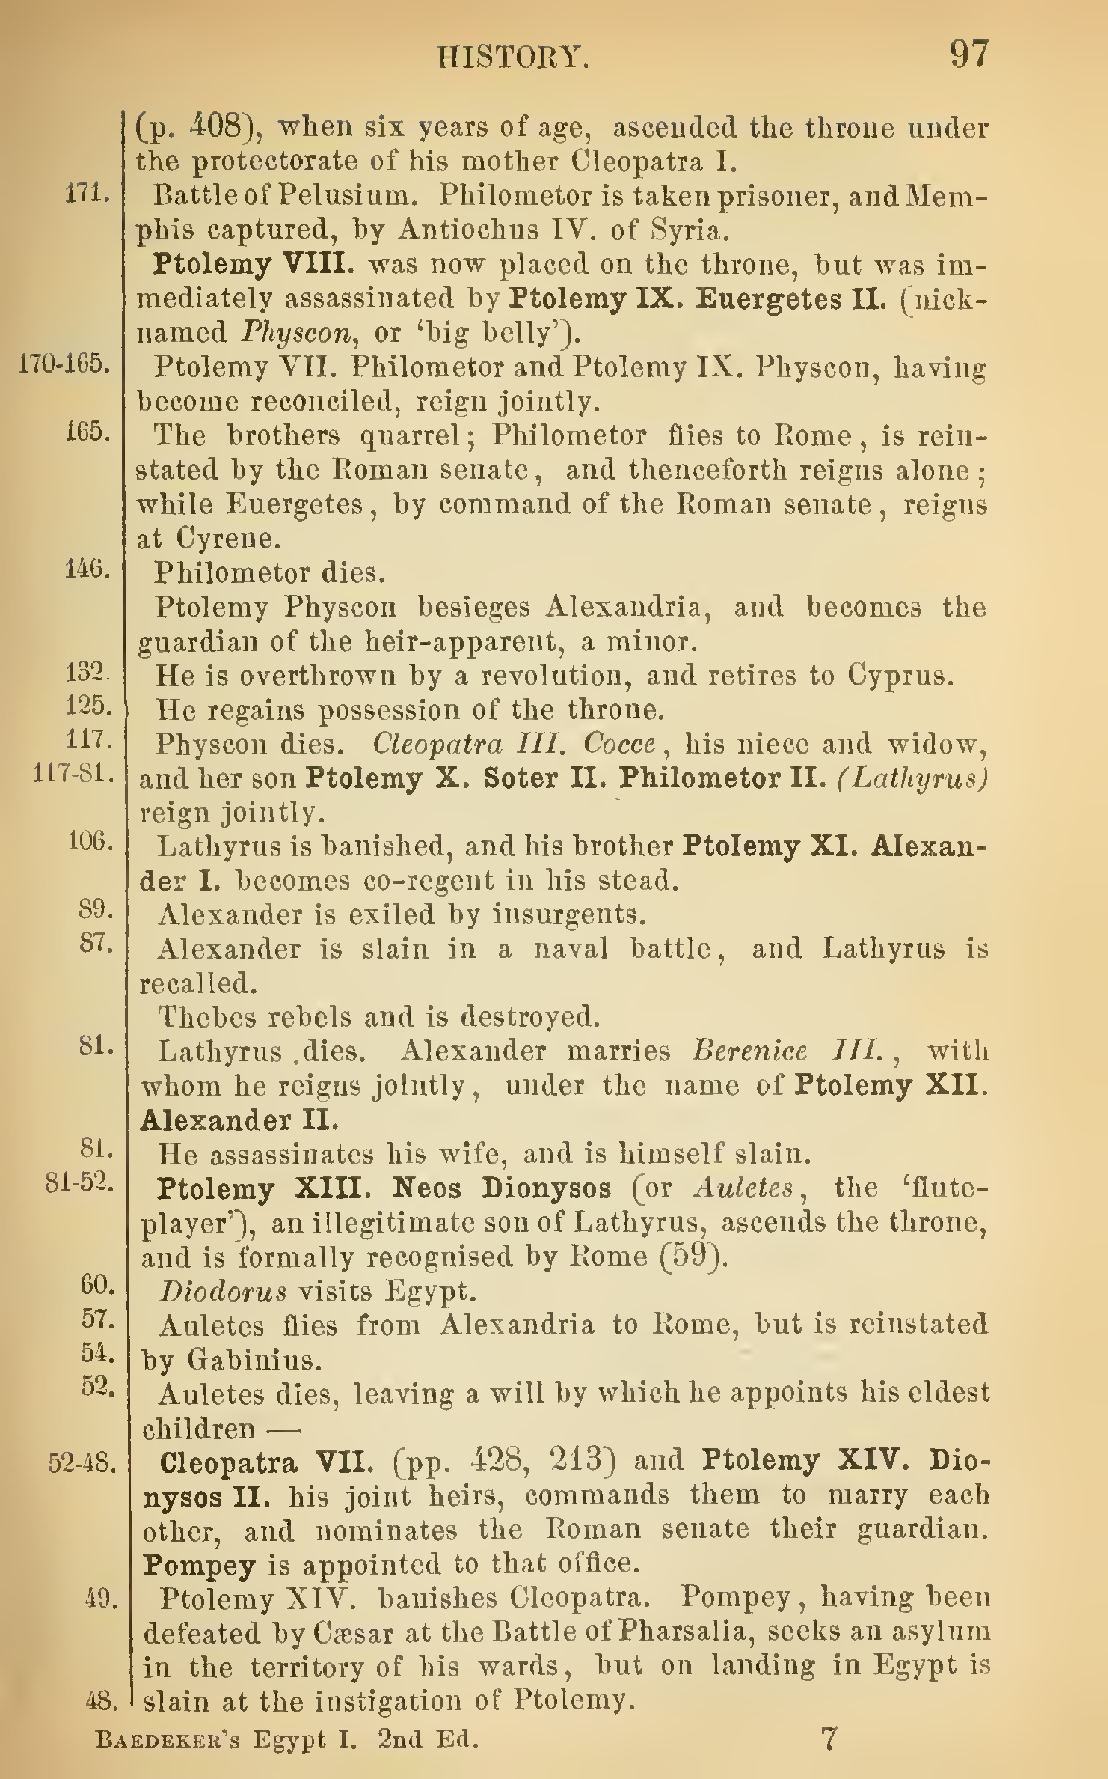 HISTORY. 97
(p. 408), when six years of age, ascended the throne under
the protectorate of his mother Cleopatra I.
171. Battle of Pelusium. Philometor is taken prisoner, and Mem-
phis captured, by Antiochus IV. of Syria.
Ptolemy VIII. was now placed on the throne, but was im-
mediately assassinated by Ptolemy IX. Euergetes II. (nick-
named Physcon, or ‘big belly’).
170-165. Ptolemy VII. Philometor and Ptolemy IX. Physcon, having
become reconciled, reign jointly.
165. The brothers quarrel; Philometor flies to Rome, is rein-
stated by the Roman senate, and thenceforth reigns alone;
while Euergetes, by command of the Roman senate, reigns
at Cyrene.
146. Philometor dies.
Ptolemy Physcon besieges Alexandria, and becomes the
guardian of the heir-apparent, a minor.
132. He is overthrown by a revolution, and retires to Cyprus.
125. He regains possession of the throne.
117. Physcon dies. Cleopatra III. Cocce, his niece and widow,
117-81. and her son Ptolemy X. Soter II. Philometor II. (Lathyrus)
reign jointly.
106. Lathyrus is banished, and his brother Ptolemy XI. Alexan-
der I. becomes co-regent in his stead.
89. Alexander is exiled by insurgents.
87. Alexander is slain in a naval battle, and Lathyrus is
recalled.
Thebes rebels and is destroyed.
81. Lathyrus dies. Alexander marries Berenice III., with
whom he reigns jointly, under the name of Ptolemy XII.
Alexander II.
81. He assassinates his wife, and is himself slain.
81-52. Ptolemy XIII. Neos Dionysos (or Auletes, the ‘flute-
player’), an illegitimate son of Lathyrus, ascends the throne,
and is formally recognised by Rome (59).
60. Diodorus visits Egypt.
57. Auletes flies from Alexandria to Rome, but is reinstated
54. by Gabinius.
52. Auletes dies, leaving a will by which he appoints his eldest
children —
52-48. Cleopatra VII. (pp. 428, 213) and Ptolemy XIV. Dio-
nysos II. his joint heirs, commands them to marry each
other, and nominates the Roman senate their guardian.
Pompey is appointed to that office.
49. Ptolemy XIV. banishes Cleopatra. Pompey, having been
defeated by Cæsar at the Battle of Pharsalia, seeks an asylum
in the territory of his wards, but on landing in Egypt is
48. slain at the instigation of Ptolemy.
BAEDEKER’s Egypt I. 2nd Ed. 7